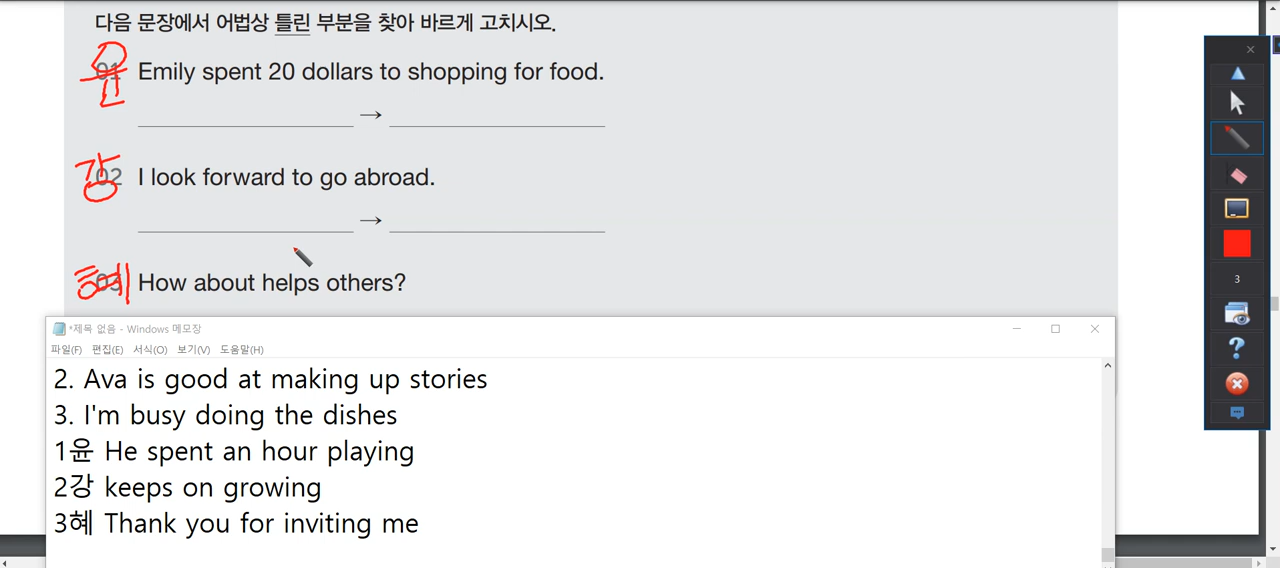 다음 문장에서 어법상 틀린 부분을 찾아 바르게 고치시오.
윤 01 Emily spent 20 dollars to shopping for food.
→
강 02 I look forward to go abroad.
→
혜 03 How about helps others?
*제목 없음 - Windows 메모장
파일(F) 편집(E) 서식(O) 보기(V) 도움말(H)
2. Ava is good at making up stories
3. I'm busy doing the dishes
1윤 He spent an hour playing
2강 keeps on growing
3혜 Thank you for inviting me
3